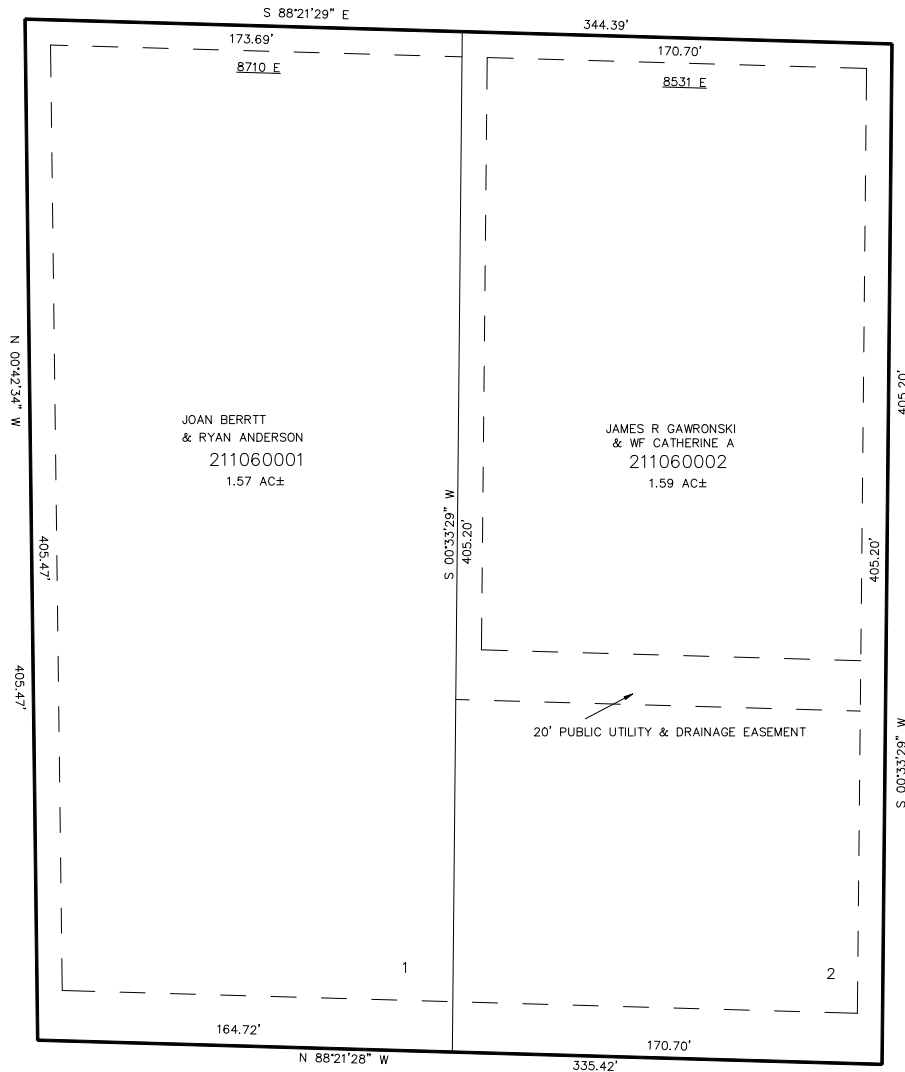 S 88°21'29" E
344.39'
173.69'
170.70'
8710 E
8531 E
N 00°42'34" W
405.20'
JOAN BERRTT
& RYAN ANDERSON
211060001
1.57 AC±
JAMES R GAWRONSKI
& WF CATHERINE A
211060002
1.59 AC±
S 00°33'29" W
405.20'
405.47'
405.20'
405.47'
20' PUBLIC UTILITY & DRAINAGE EASEMENT
S 00°33'29" W
1
2
164.72'
170.70'
N 88°21'28" W
335.42'